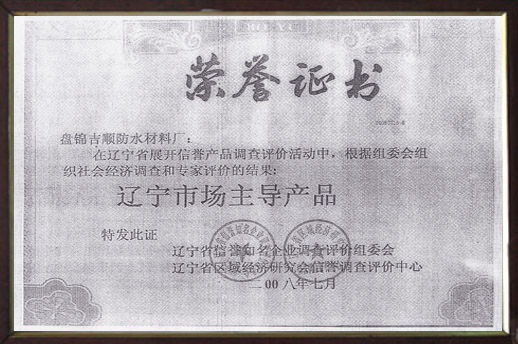 荣誉证书
盘锦吉顺防水材料厂：
在辽宁省展开信誉产品调查评价活动中，根据组委会组
织社会经济调查和专家评价的结果：
辽宁市场主导产品
特发此证
辽宁省信誉知名企业调查评价组委会
辽宁省区域经济研究会信誉调查评价中心
二00八年七月